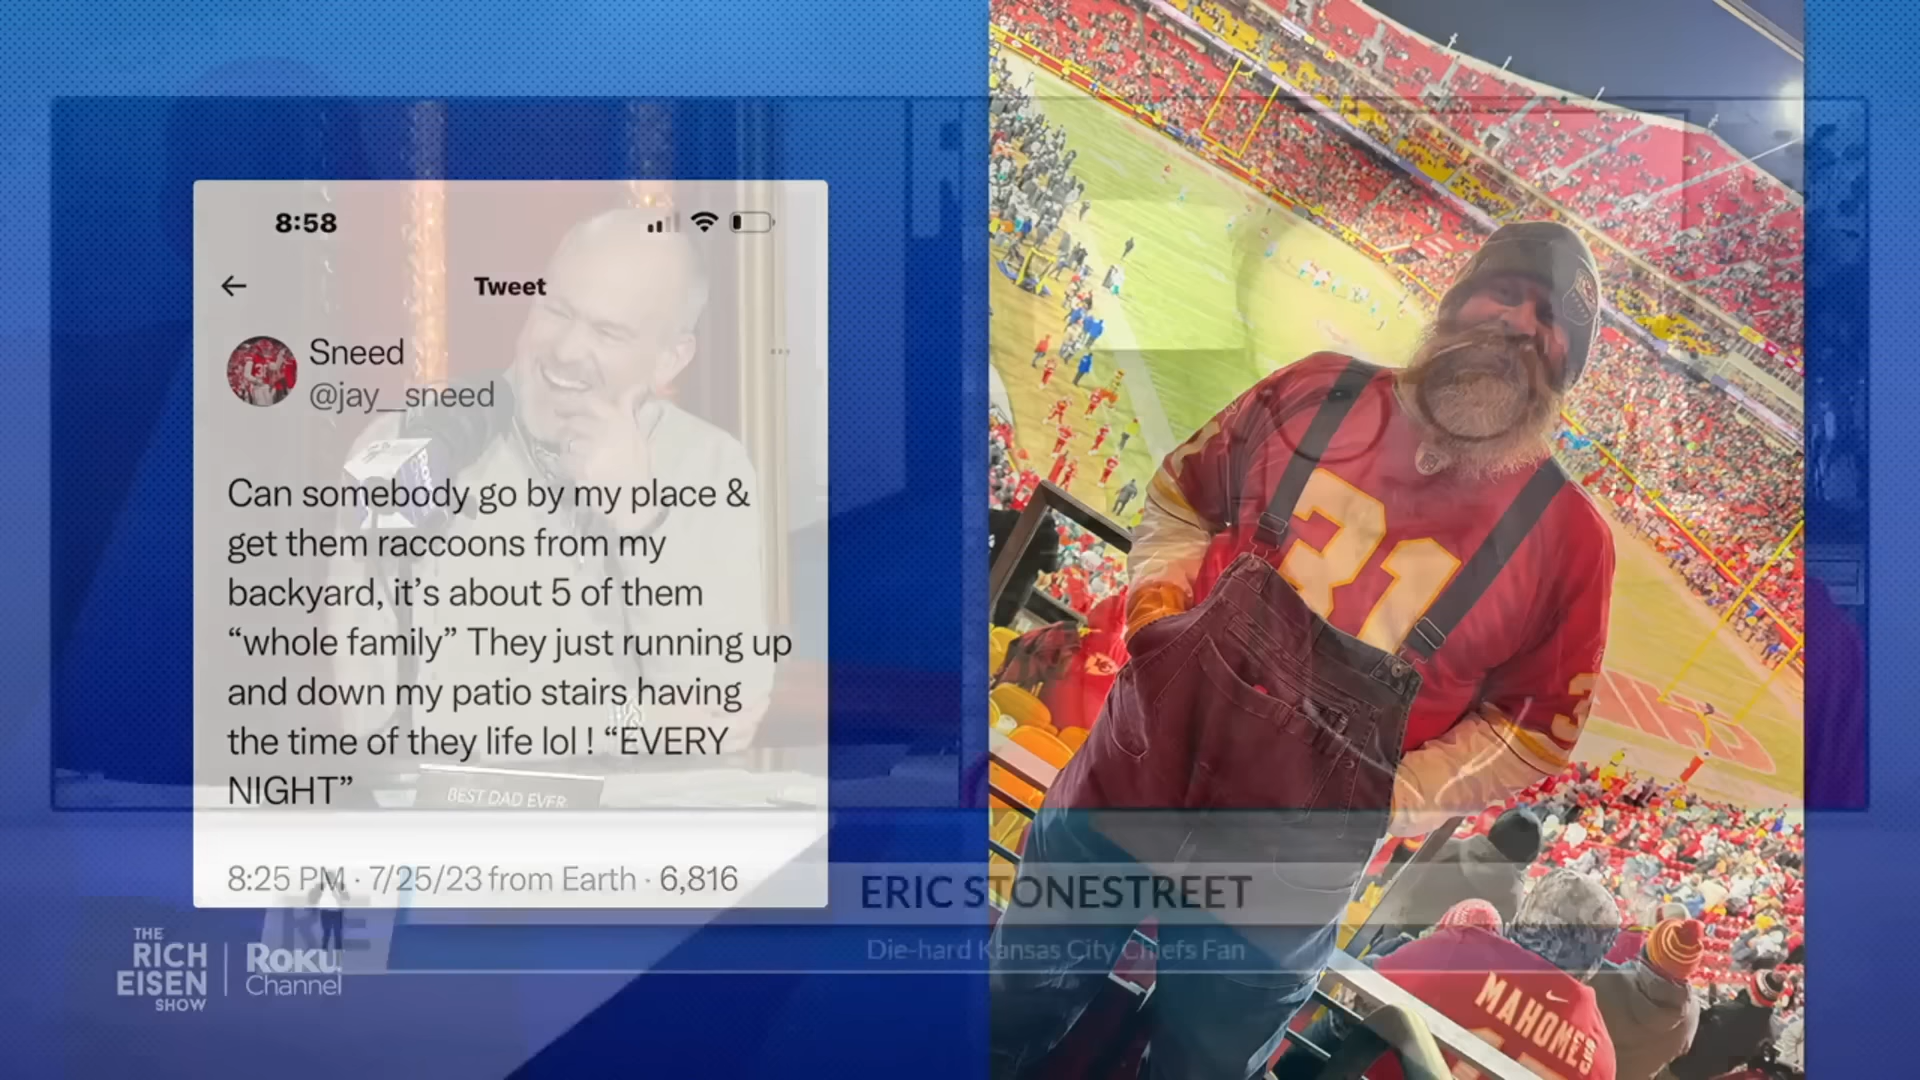 8:58
Tweet
Sneed
@jay__sneed
Can somebody go by my place &
get them raccoons from my
backyard, it's about 5 of them
“whole family” They just running up
and down my patio stairs having
the time of they life lol ! “EVERY
NIGHT”
8:25 PM · 7/25/23 from Earth · 6,816
BEST DAD EVER
31
3
MAHOMES
ERIC STONESTREET
Die-hard Kansas City Chiefs Fan
RE
THE
RICH
EISEN
SHOW
Roku
Channel